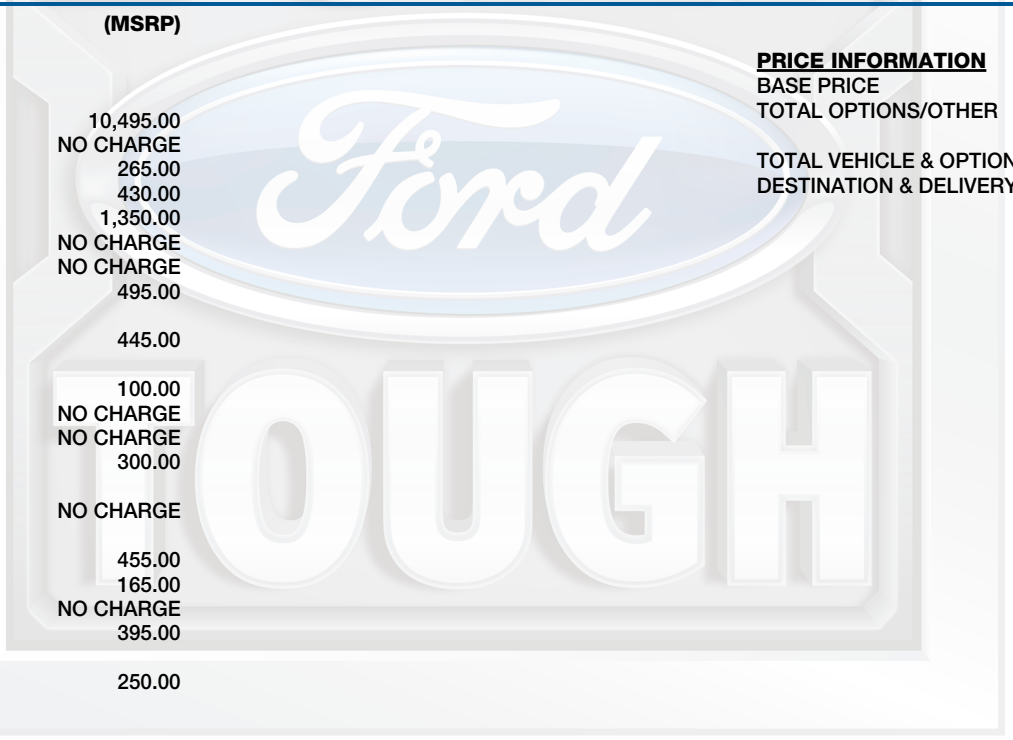 (MSRP)
10,495.00
NO CHARGE
265.00
430.00
1,350.00
NO CHARGE
NO CHARGE
495.00
445.00
100.00
NO CHARGE
NO CHARGE
300.00
NO CHARGE
455.00
165.00
NO CHARGE
395.00
250.00
PRICE INFORMATION
BASE PRICE
TOTAL OPTIONS/OTHER
TOTAL VEHICLE & OPTION
DESTINATION & DELIVERY
Ford
TOUGH